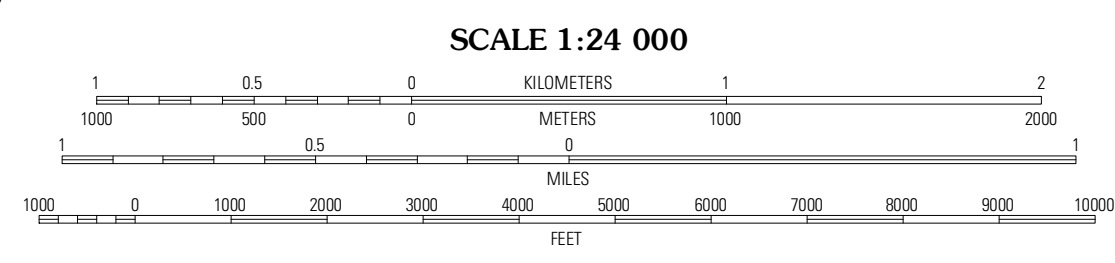 SCALE 1:24 000
1 0.5 0 KILOMETERS 1 2
1000 500 0 METERS 1000 2000
1 0.5 0 1
MILES
1000 0 1000 2000 3000 4000 5000 6000 7000 8000 9000 10000
FEET